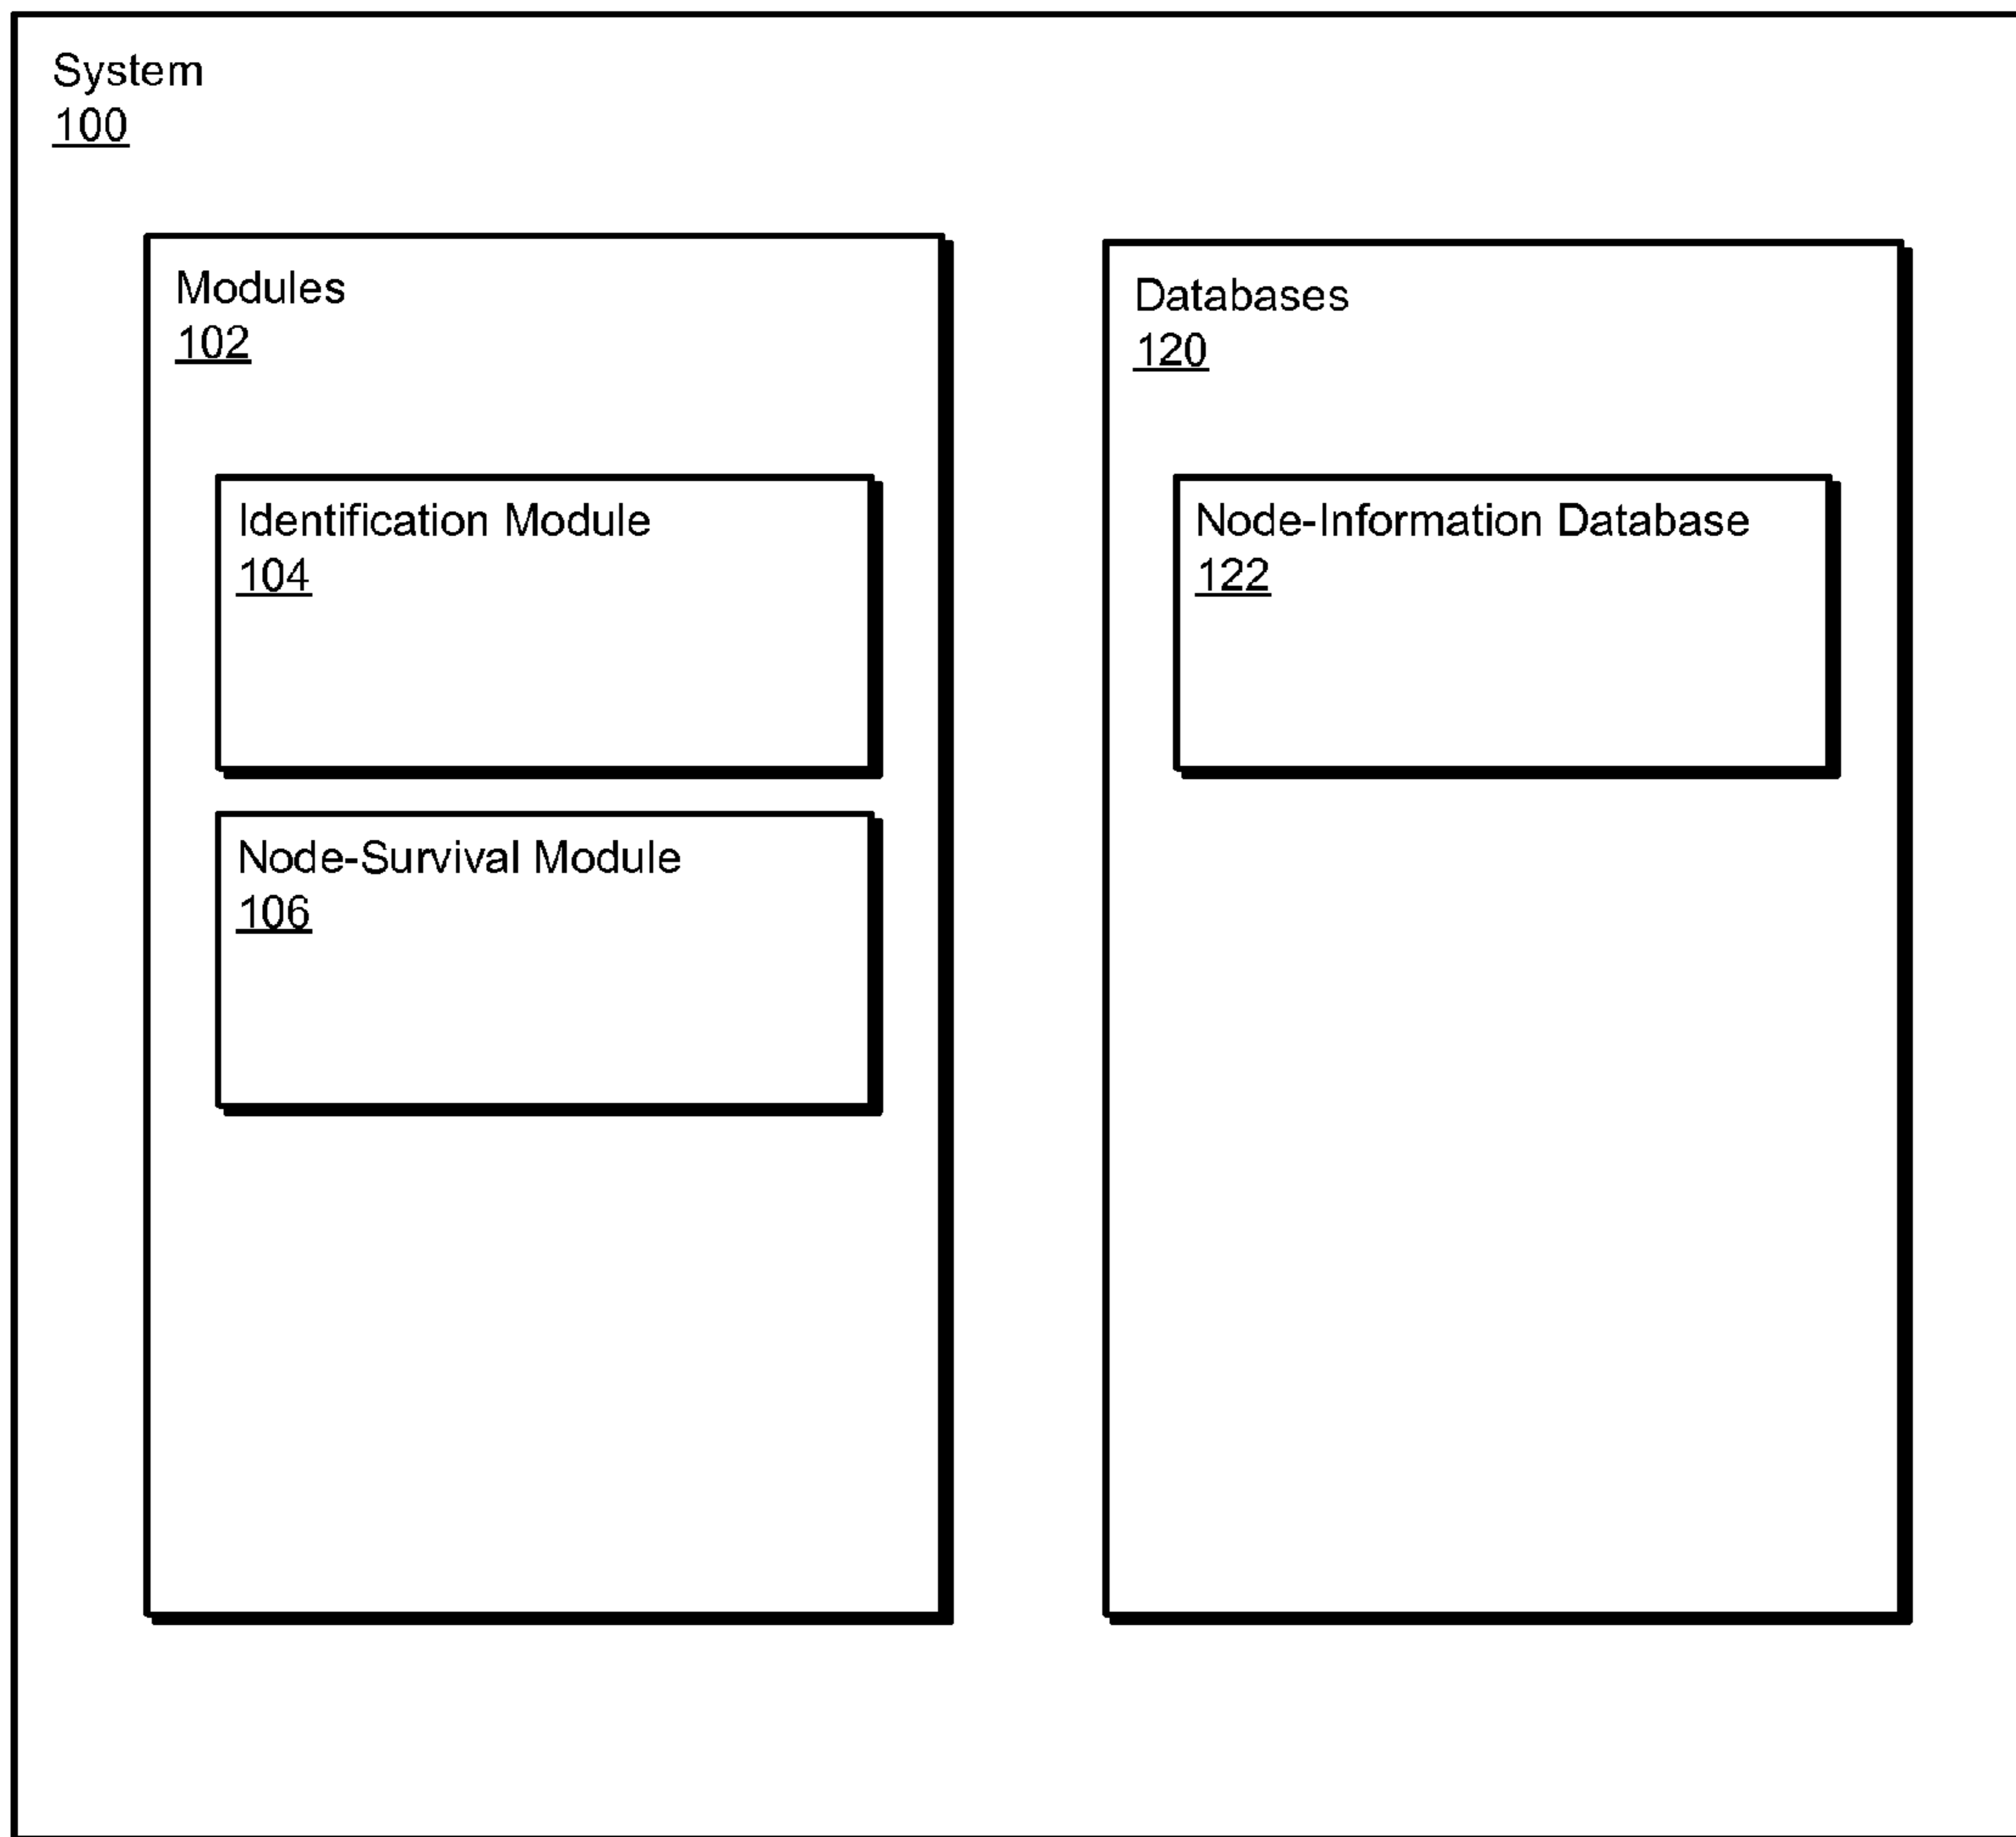 System
100
Modules
102
Identification Module
104
Node-Survival Module
106
Databases
120
Node-Information Database
122